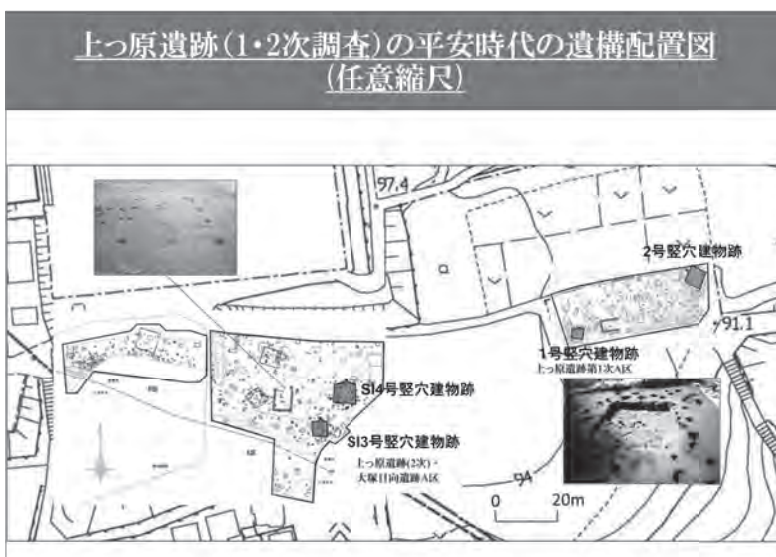 上っ原遺跡(1・2次調査)の平安時代の遺構配置図
(任意縮尺)
97.4
2号竪穴建物跡
91.1
1号竪穴建物跡
上っ原遺跡第1次A区
SI4号竪穴建物跡
SI3号竪穴建物跡
上っ原遺跡(2次)・
大塚日向遺跡A区
94
0 20m